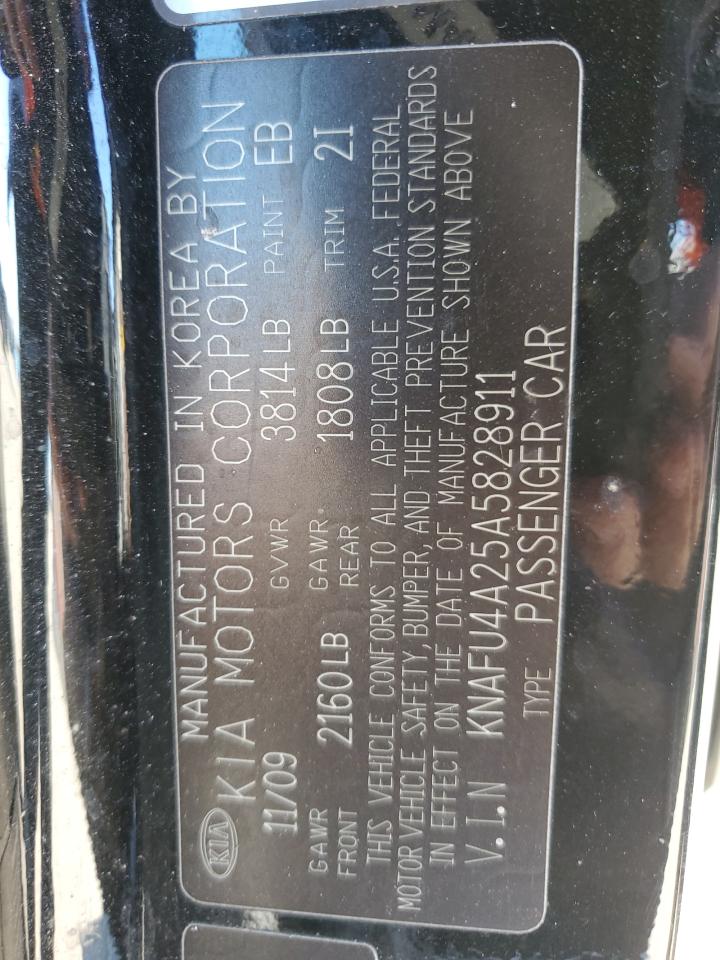 KIA MANUFACTURED IN KOREA BY
KIA MOTORS CORPORATION
11/09 GVWR 3814LB PAINT EB
GAWR FRONT 2160LB GAWR REAR 1808LB TRIM 2I
THIS VEHICLE CONFORMS TO ALL APPLICABLE U.S.A. FEDERAL
MOTOR VEHICLE SAFETY, BUMPER, AND THEFT PREVENTION STANDARDS
IN EFFECT ON THE DATE OF MANUFACTURE SHOWN ABOVE
V.I.N KNAFU4A25A5828911
TYPE PASSENGER CAR